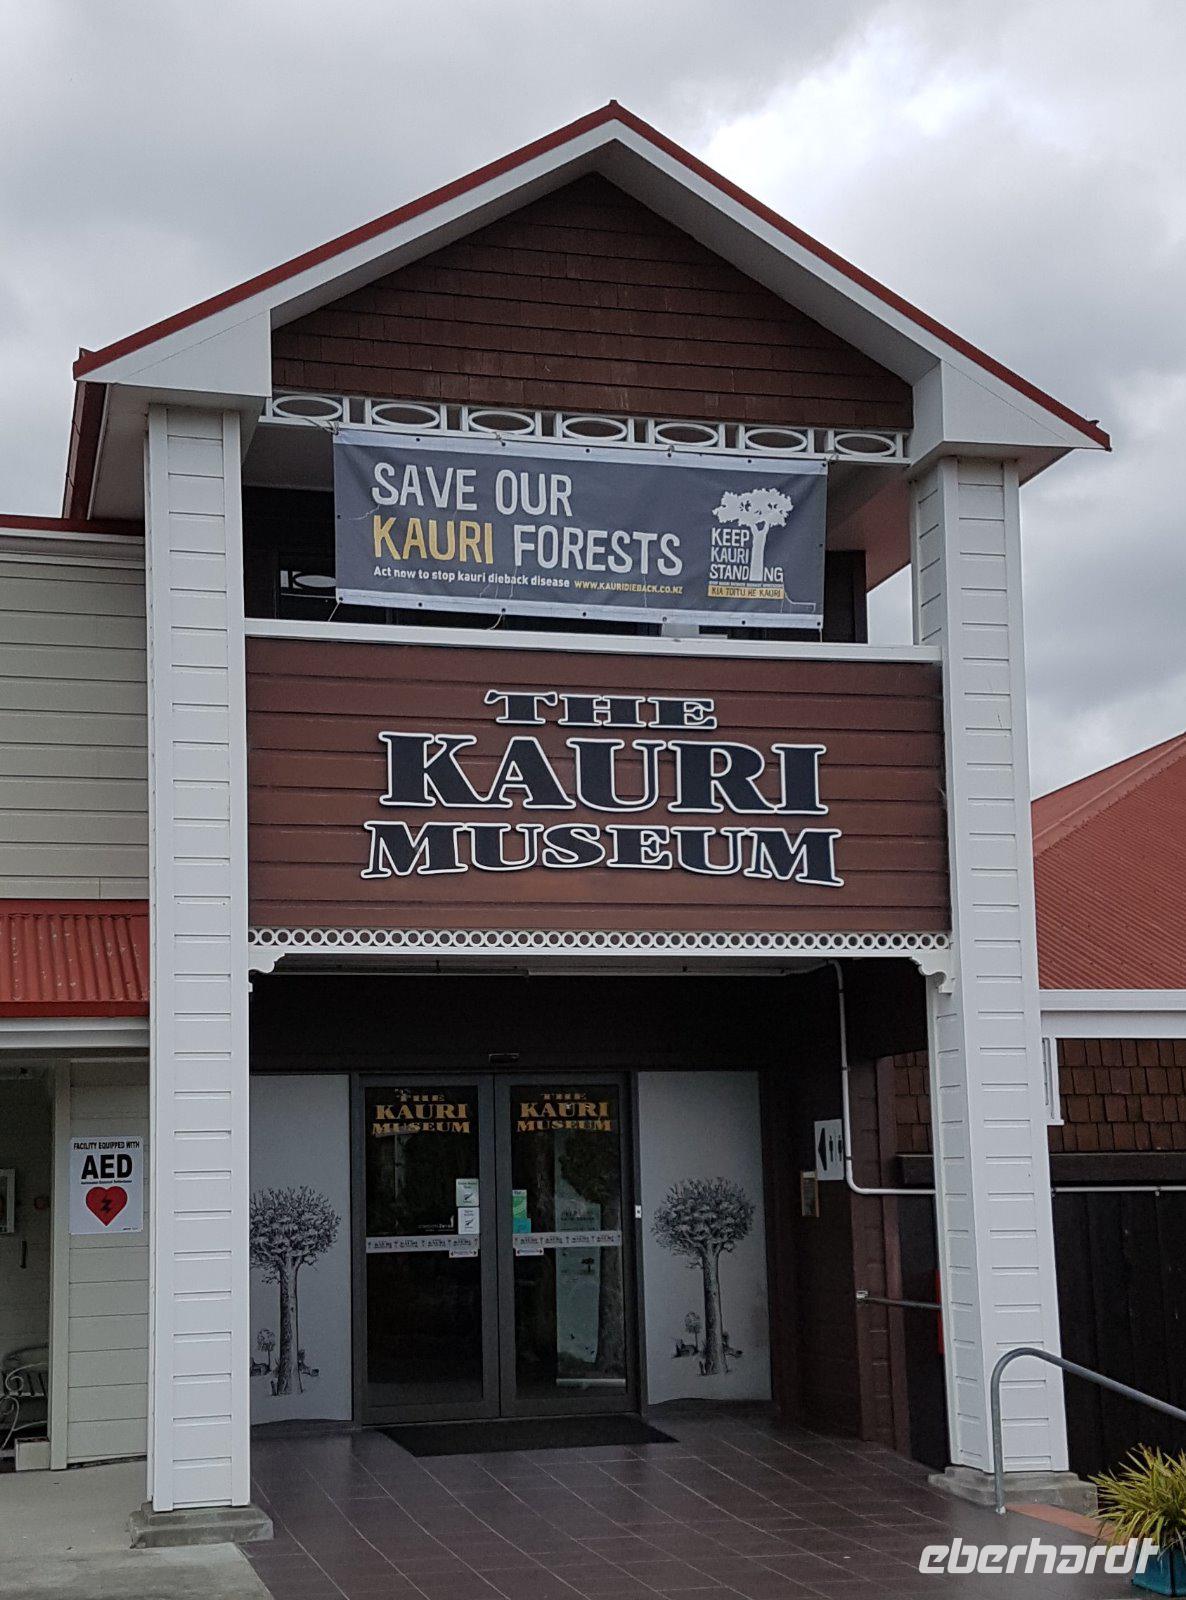 SAVE OUR
KAURI FORESTS
Act now to stop kauri dieback disease WWW.KAURIDIEBACK.CO.NZ
KEEP
KAURI
STANDING
KIA TOITU HE KAURI
THE
KAURI
MUSEUM
THE
KAURI
MUSEUM
THE
KAURI
MUSEUM
FACILITY EQUIPPED WITH
AED
eberhardt